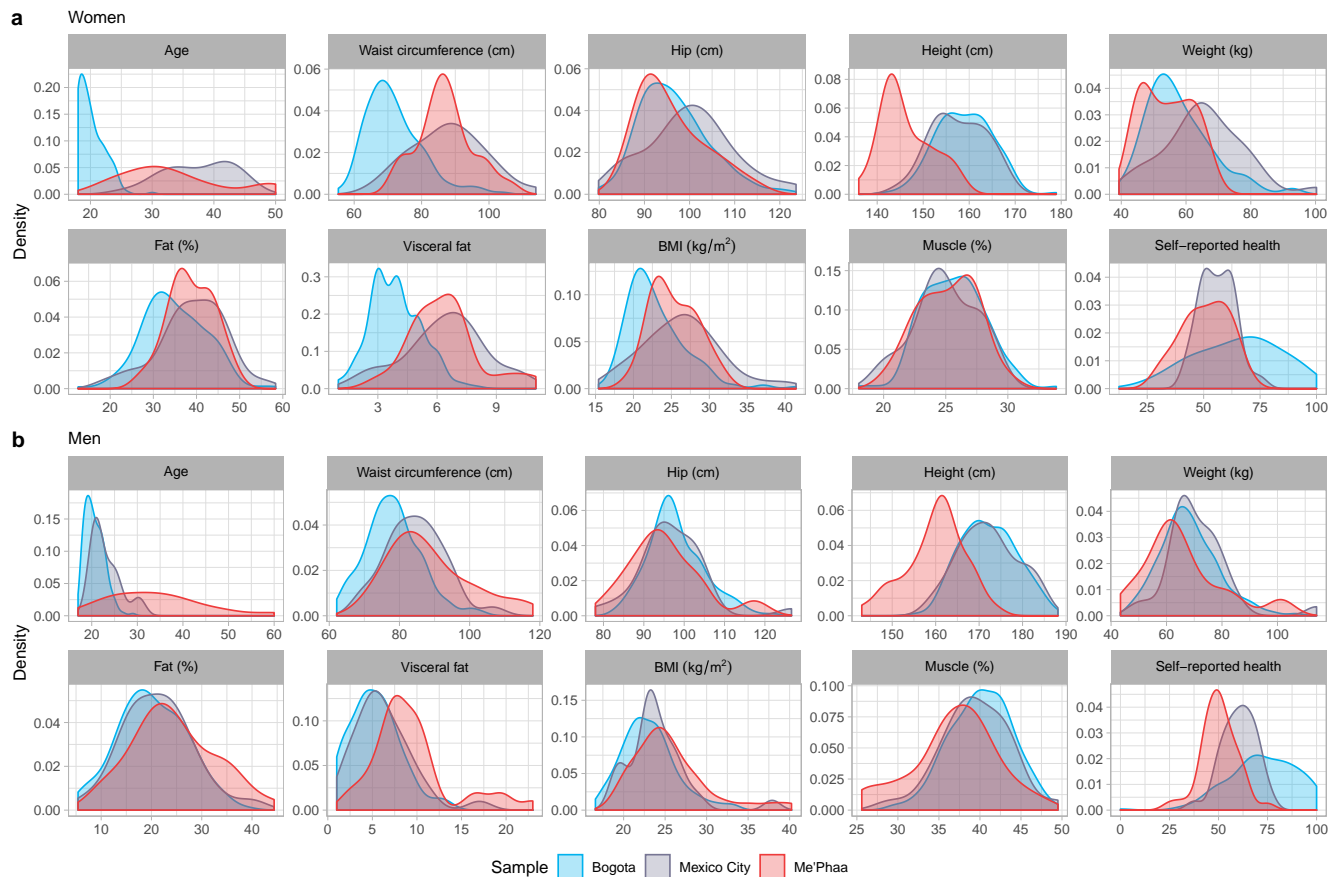 a Women
Age Waist circumference (cm) Hip (cm) Height (cm) Weight (kg)
0.20 0.15 0.10 0.05 0.00
20 30 40 50
0.06 0.04 0.02 0.00
60 80 100
0.06 0.04 0.02 0.00
80 90 100 110 120
0.08 0.06 0.04 0.02 0.00
140 150 160 170 180
0.04 0.03 0.02 0.01 0.00
40 60 80 100
Density
Fat (%) Visceral fat BMI (kg/m²) Muscle (%) Self−reported health
0.06 0.04 0.02 0.00
20 30 40 50 60
0.3 0.2 0.1 0.0
3 6 9
0.10 0.05 0.00
15 20 25 30 35 40
0.15 0.10 0.05 0.00
20 25 30
0.04 0.03 0.02 0.01 0.00
25 50 75 100
b Men
Age Waist circumference (cm) Hip (cm) Height (cm) Weight (kg)
0.15 0.10 0.05 0.00
20 30 40 50 60
0.04 0.02 0.00
60 80 100 120
0.06 0.04 0.02 0.00
80 90 100 110 120
0.06 0.04 0.02 0.00
150 160 170 180 190
0.04 0.03 0.02 0.01 0.00
40 60 80 100
Density
Fat (%) Visceral fat BMI (kg/m²) Muscle (%) Self−reported health
0.04 0.02 0.00
10 20 30 40
0.10 0.05 0.00
0 5 10 15 20
0.15 0.10 0.05 0.00
20 25 30 35 40
0.100 0.075 0.050 0.025 0.000
25 30 35 40 45 50
0.04 0.03 0.02 0.01 0.00
0 25 50 75 100
Sample Bogota Mexico City Me'Phaa